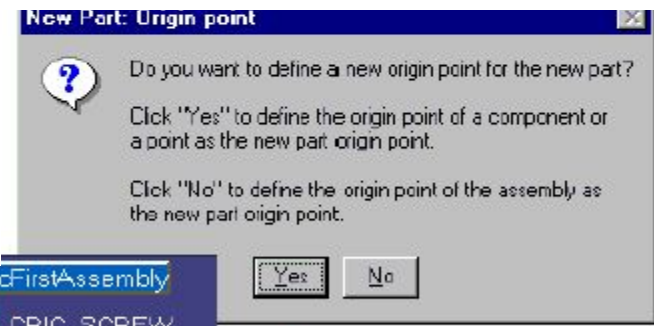 New Part: Origin point
Do you want to define a new origin point for the new part?
Click "Yes" to define the origin point of a component or
a point as the new part origin point.
Click "No" to define the origin point of the assembly as
the new part origin point.
Yes No
cFirstAssembly
CRIC_SCREW